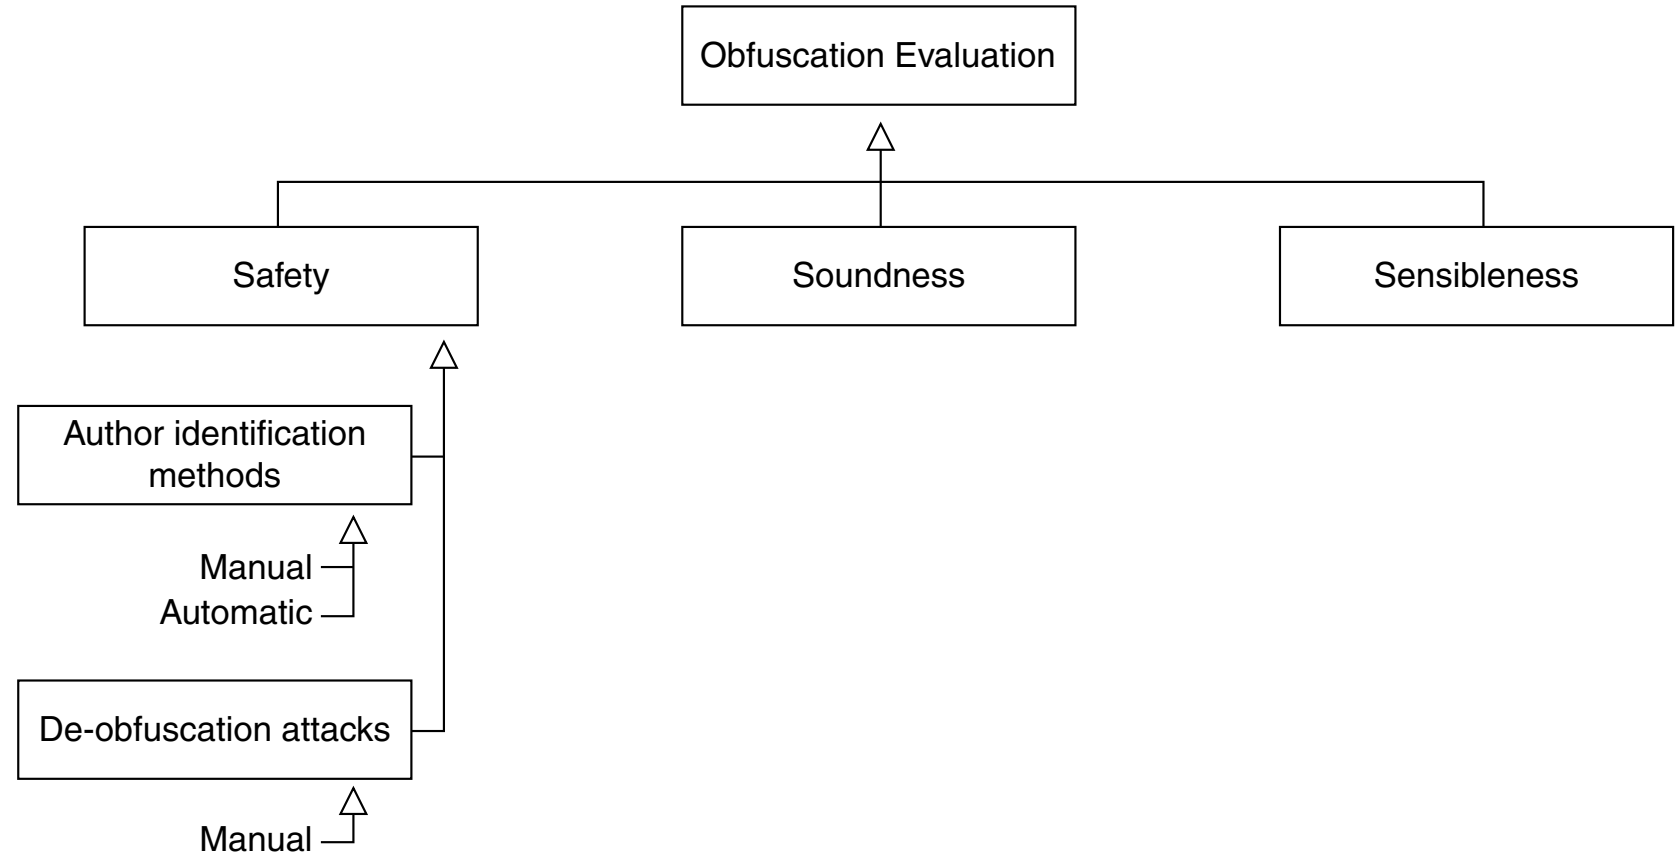 Obfuscation Evaluation
Safety
Soundness
Sensibleness
Author identification
methods
Manual
Automatic
De-obfuscation attacks
Manual